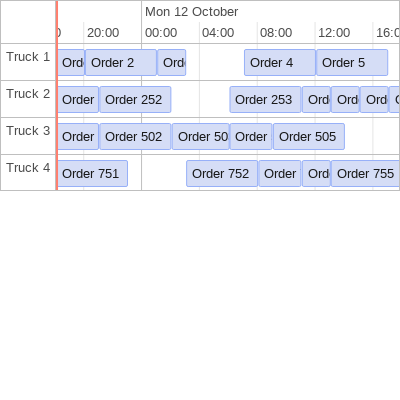 Mon 12 October
0 20:00 00:00 04:00 08:00 12:00 16:0
Truck 1 Ord Order 2 Ord Order 4 Order 5
Truck 2 Order Order 252 Order 253 Ord Ord Ord
Truck 3 Order Order 502 Order 50 Order Order 505
Truck 4 Order 751 Order 752 Order Ord Order 755